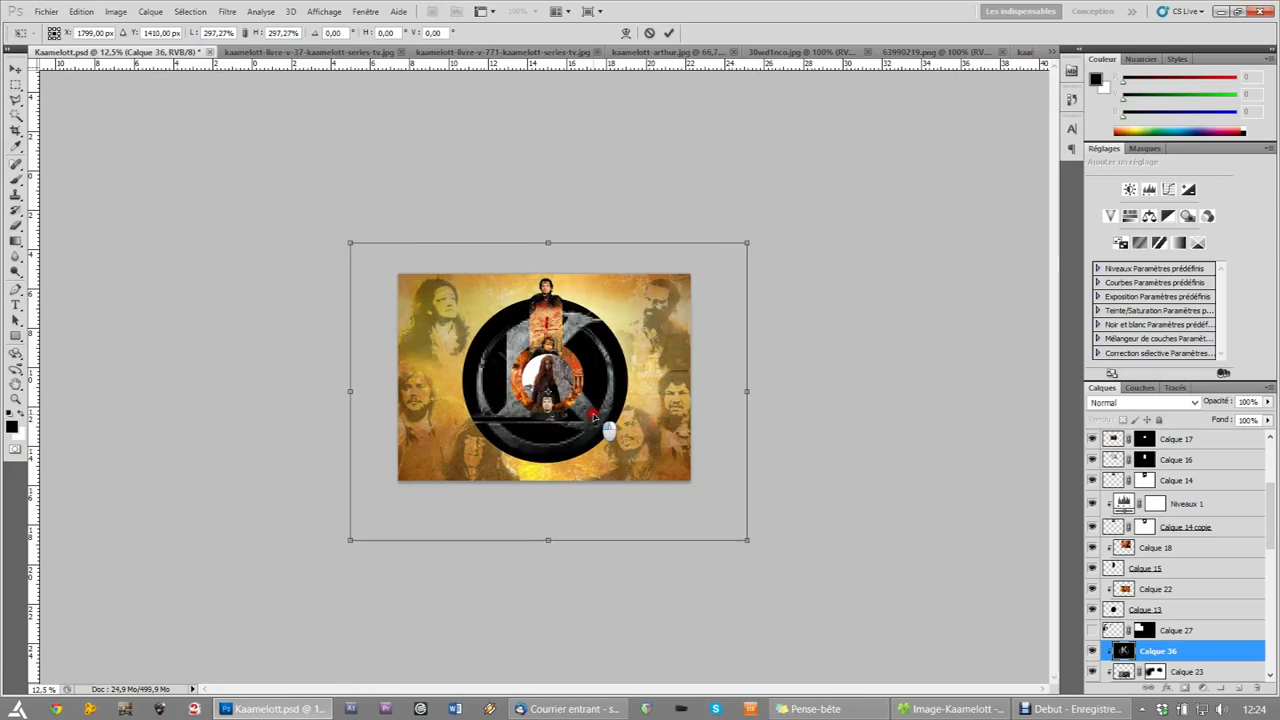 Ps Fichier Edition Image Calque Sélection Filtre Analyse 3D Affichage Fenêtre Aide 100% Les indispensables Conception CS Live
X: 1799,00 px Y: 1410,00 px L: 297,27% H: 297,27% 0,00 ° H: 0,00 ° V: 0,00 °
Kaamelott.psd @ 12,5% (Calque 36, RVB/8) * kaamelott-livre-v-37-kaamelott-series-tv.jpg kaamelott-livre-v-771-kaamelott-series-tv.jpg kaamelott-arthur.jpg @ 66,7... 30wd1nco.jpg @ 100% (RV... 63990219.png @ 100% (RV... kaar
Couleur Nuancier Styles
R 0
V 0
B 0
Réglages Masques
Ajouter un réglage
Niveaux Paramètres prédéfinis
Courbes Paramètres prédéfinis
Exposition Paramètres prédéfinis
Teinte/Saturation Paramètres p...
Noir et blanc Paramètres prédéf...
Mélangeur de couches Paramèt...
Correction sélective Paramètres...
Calques Couches Tracés
Normal Opacité: 100%
Verrou: Fond: 100%
Calque 17
Calque 16
Calque 14
Niveaux 1
Calque 14 copie
Calque 18
Calque 15
Calque 22
Calque 13
Calque 27
Calque 36
Calque 23
12,5 % Doc : 24,9 Mo/499,9 Mo
Kaamelott.psd @ 1... Courrier entrant - s... Pense-bête Image-Kaamelott -... Debut - Enregistre... 12:24